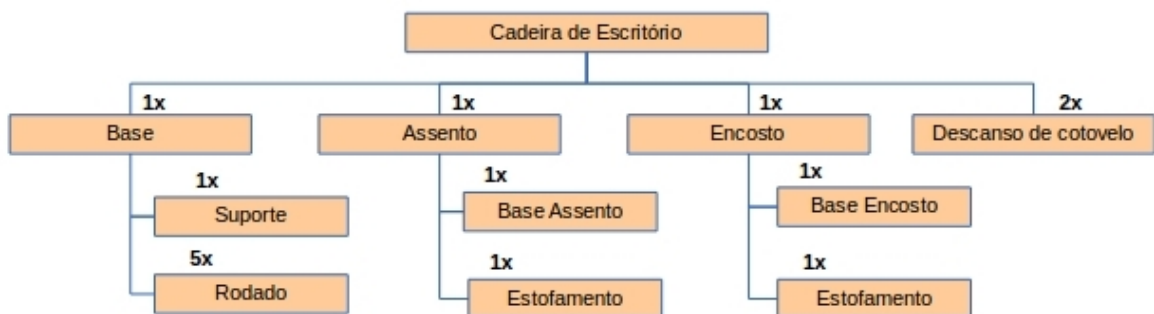 Cadeira de Escritório
1x 1x 1x 2x
Base Assento Encosto Descanso de cotovelo
1x 1x 1x
Suporte Base Assento Base Encosto
5x 1x 1x
Rodado Estofamento Estofamento